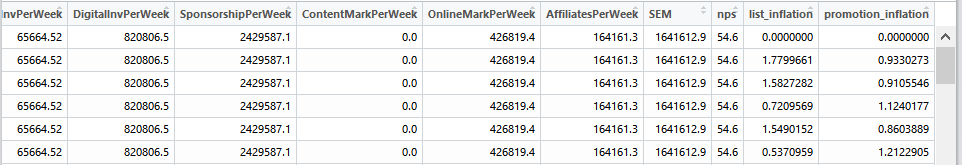 InvPerWeek DigitalInvPerWeek SponsorshipPerWeek ContentMarkPerWeek OnlineMarkPerWeek AffiliatesPerWeek SEM nps list_inflation promotion_inflation
65664.52 820806.5 2429587.1 0.0 426819.4 164161.3 1641612.9 54.6 0.0000000 0.0000000
65664.52 820806.5 2429587.1 0.0 426819.4 164161.3 1641612.9 54.6 1.7799661 0.9330273
65664.52 820806.5 2429587.1 0.0 426819.4 164161.3 1641612.9 54.6 1.5827282 0.9105546
65664.52 820806.5 2429587.1 0.0 426819.4 164161.3 1641612.9 54.6 0.7209569 1.1240177
65664.52 820806.5 2429587.1 0.0 426819.4 164161.3 1641612.9 54.6 1.5490152 0.8603889
65664.52 820806.5 2429587.1 0.0 426819.4 164161.3 1641612.9 54.6 0.5370959 1.2122905